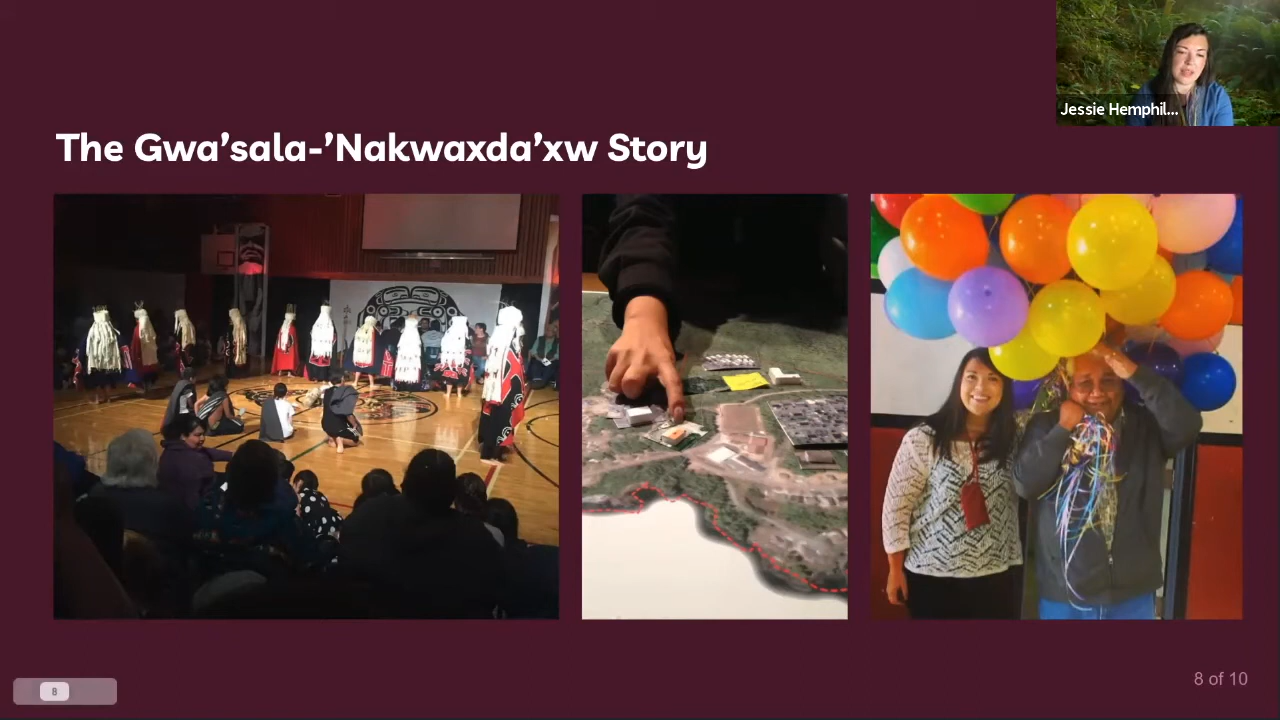 Jessie Hemphil...
The Gwa’sala-’Nakwaxda’xw Story
8 of 10
8